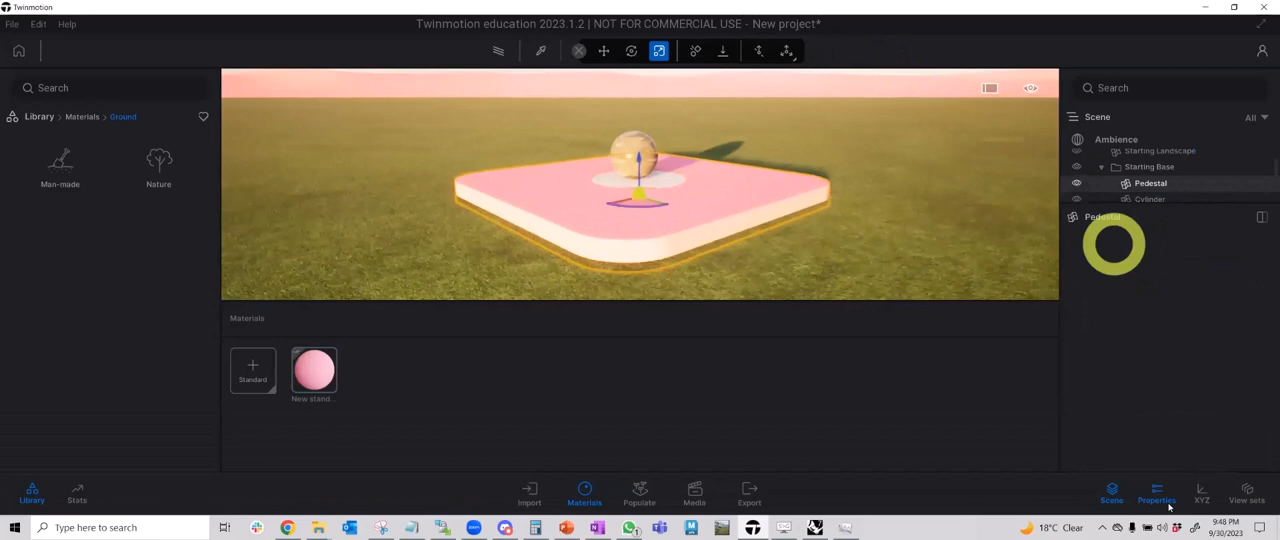 Twinmotion
File Edit Help
Twinmotion education 2023.1.2 | NOT FOR COMMERCIAL USE - New project*
Search
Library > Materials > Ground
Man-made
Nature
Search
Scene
All
Ambience
Starting Landscape
Starting Base
Pedestal
Cylinder
Pedestal
Materials
Standard
New stand...
Library
Stats
Import
Materials
Populate
Media
Export
Scene
Properties
XYZ
View sets
Type here to search
18°C Clear
9:48 PM
9/30/2023